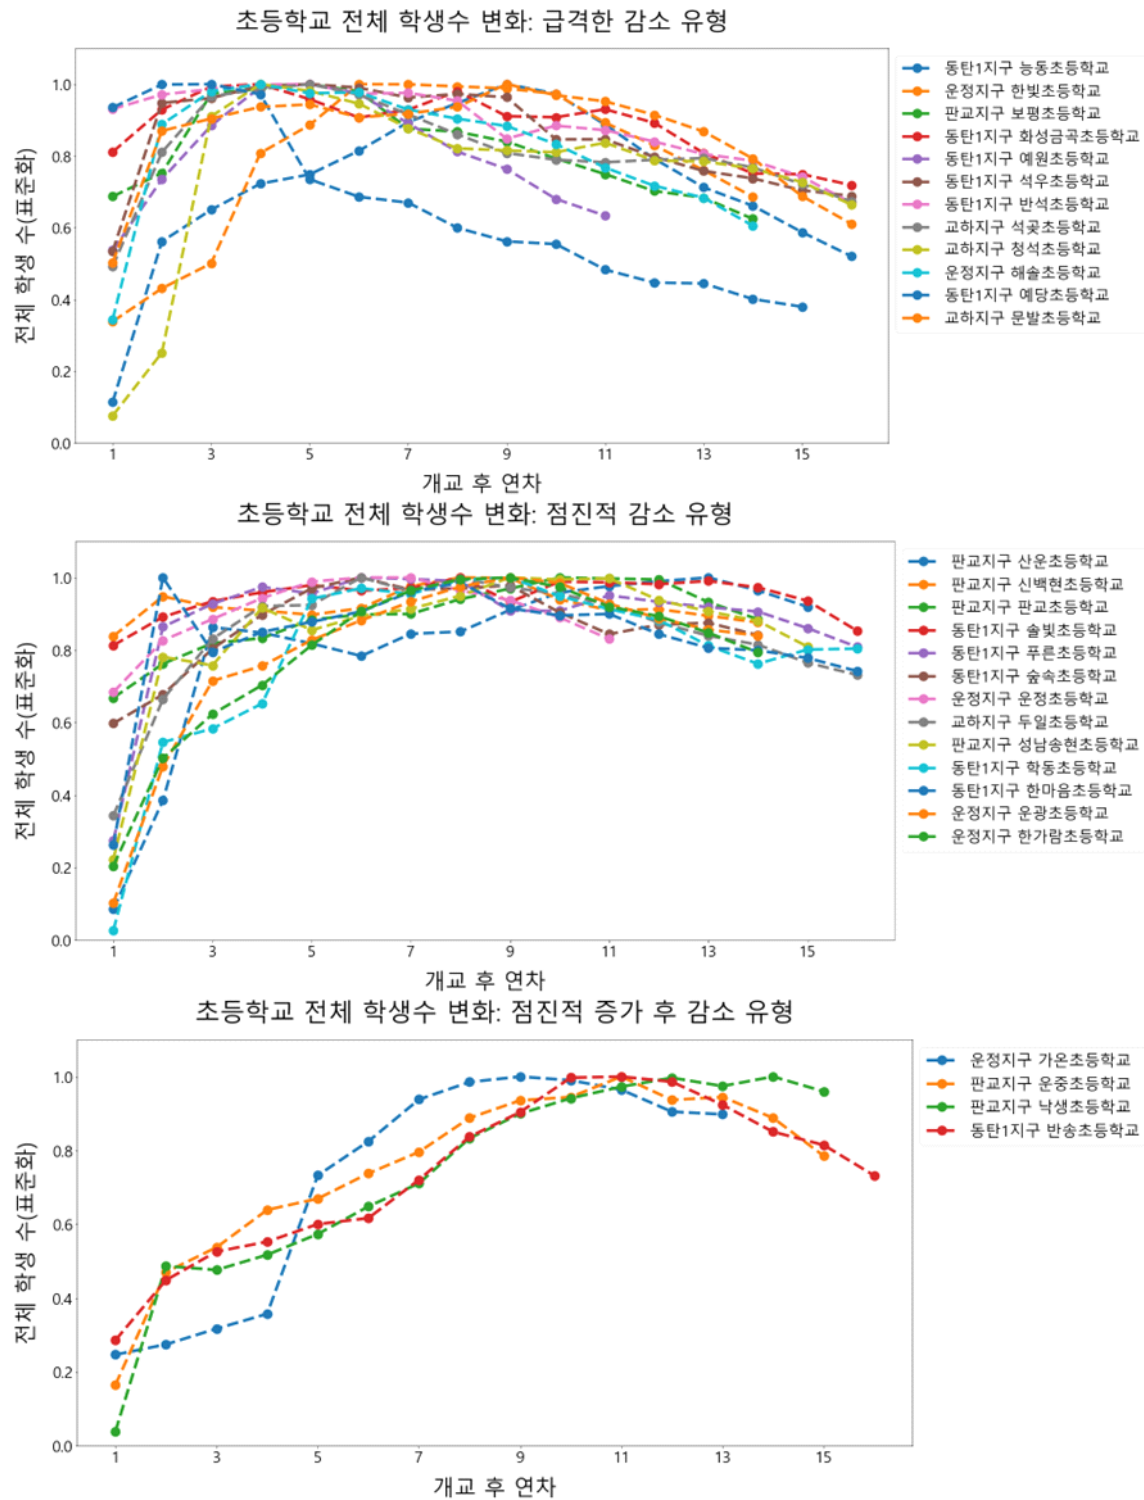 초등학교 전체 학생수 변화: 급격한 감소 유형
전체 학생 수(표준화)
1.0
0.8
0.6
0.4
0.2
0.0
1 3 5 7 9 11 13 15
개교 후 연차
동탄1지구 능동초등학교
운정지구 한빛초등학교
판교지구 보평초등학교
동탄1지구 화성금곡초등학교
동탄1지구 예원초등학교
동탄1지구 석우초등학교
동탄1지구 반석초등학교
교하지구 석곶초등학교
교하지구 청석초등학교
운정지구 해솔초등학교
동탄1지구 예당초등학교
교하지구 문발초등학교
초등학교 전체 학생수 변화: 점진적 감소 유형
전체 학생 수(표준화)
1.0
0.8
0.6
0.4
0.2
0.0
1 3 5 7 9 11 13 15
개교 후 연차
판교지구 산운초등학교
판교지구 신백현초등학교
판교지구 판교초등학교
동탄1지구 솔빛초등학교
동탄1지구 푸른초등학교
동탄1지구 숲속초등학교
운정지구 운정초등학교
교하지구 두일초등학교
판교지구 성남송현초등학교
동탄1지구 학동초등학교
동탄1지구 한마음초등학교
운정지구 운광초등학교
운정지구 한가람초등학교
초등학교 전체 학생수 변화: 점진적 증가 후 감소 유형
전체 학생 수(표준화)
1.0
0.8
0.6
0.4
0.2
0.0
1 3 5 7 9 11 13 15
개교 후 연차
운정지구 가온초등학교
판교지구 운중초등학교
판교지구 낙생초등학교
동탄1지구 반송초등학교